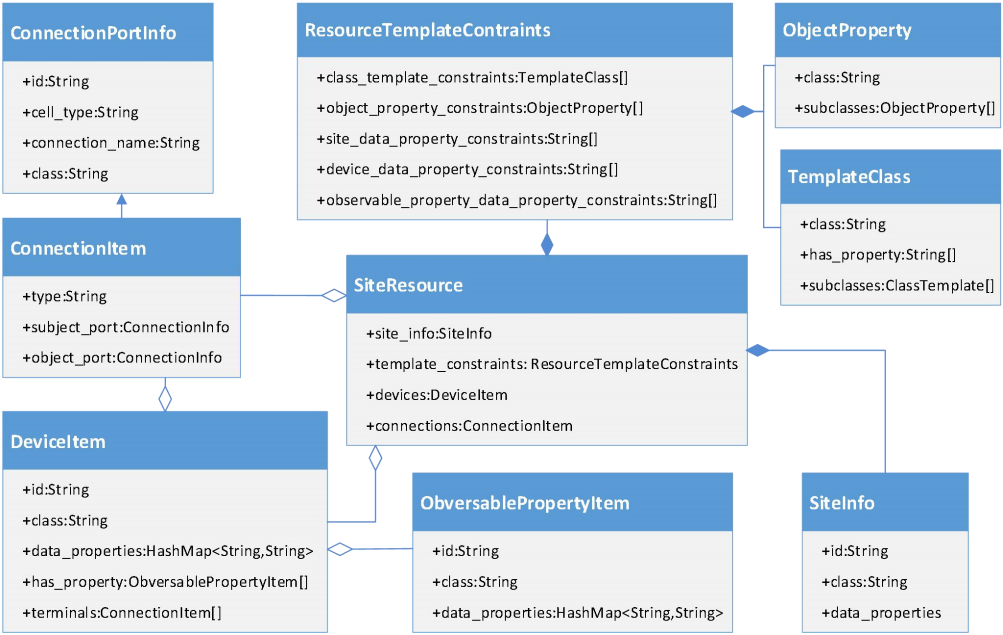 ConnectionPortInfo
+id:String
+cell_type:String
+connection_name:String
+class:String
ResourceTemplateContraints
+class_template_constraints:TemplateClass[]
+object_property_constraints:ObjectProperty[]
+site_data_property_constraints:String[]
+device_data_property_constraints:String[]
+observable_property_data_property_constraints:String[]
ObjectProperty
+class:String
+subclasses:ObjectProperty[]
TemplateClass
+class:String
+has_property:String[]
+subclasses:ClassTemplate[]
ConnectionItem
+type:String
+subject_port:ConnectionInfo
+object_port:ConnectionInfo
SiteResource
+site_info:SiteInfo
+template_constraints: ResourceTemplateConstraints
+devices:DeviceItem
+connections:ConnectionItem
DeviceItem
+id:String
+class:String
+data_properties:HashMap<String,String>
+has_property:ObversablePropertyItem[]
+terminals:ConnectionItem[]
ObversablePropertyItem
+id:String
+class:String
+data_properties:HashMap<String,String>
SiteInfo
+id:String
+class:String
+data_properties